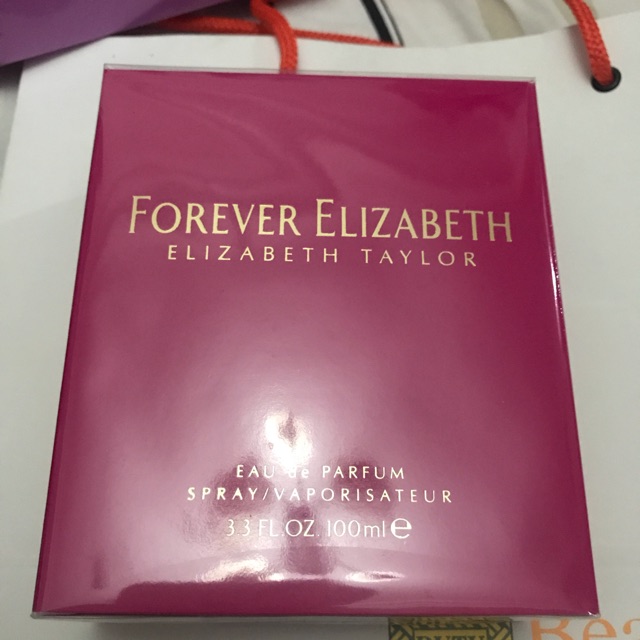 FOREVER ELIZABETH
ELIZABETH TAYLOR
EAU de PARFUM
SPRAY/VAPORISATEUR
3.3 FL.OZ. 100ml e